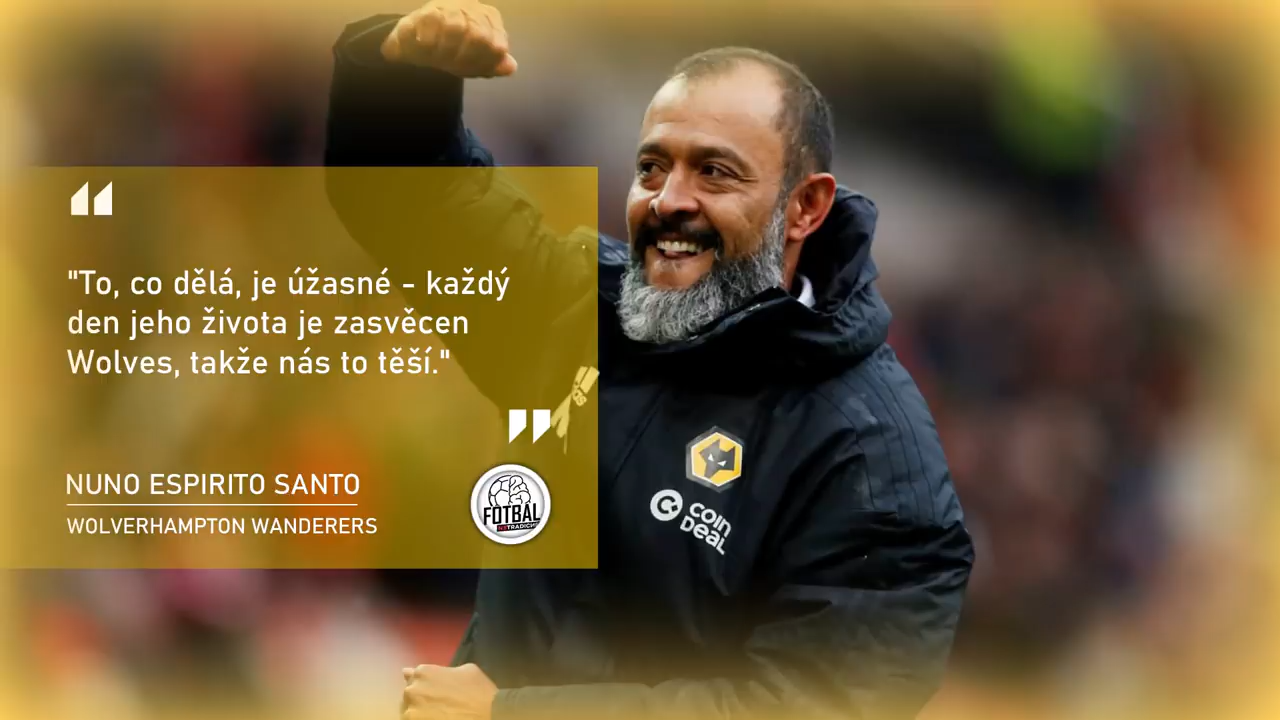 "To, co dělá, je úžasné - každý
den jeho života je zasvěcen
Wolves, takže nás to těší."
NUNO ESPIRITO SANTO
WOLVERHAMPTON WANDERERS
FOTBAL
COIN
DEAL